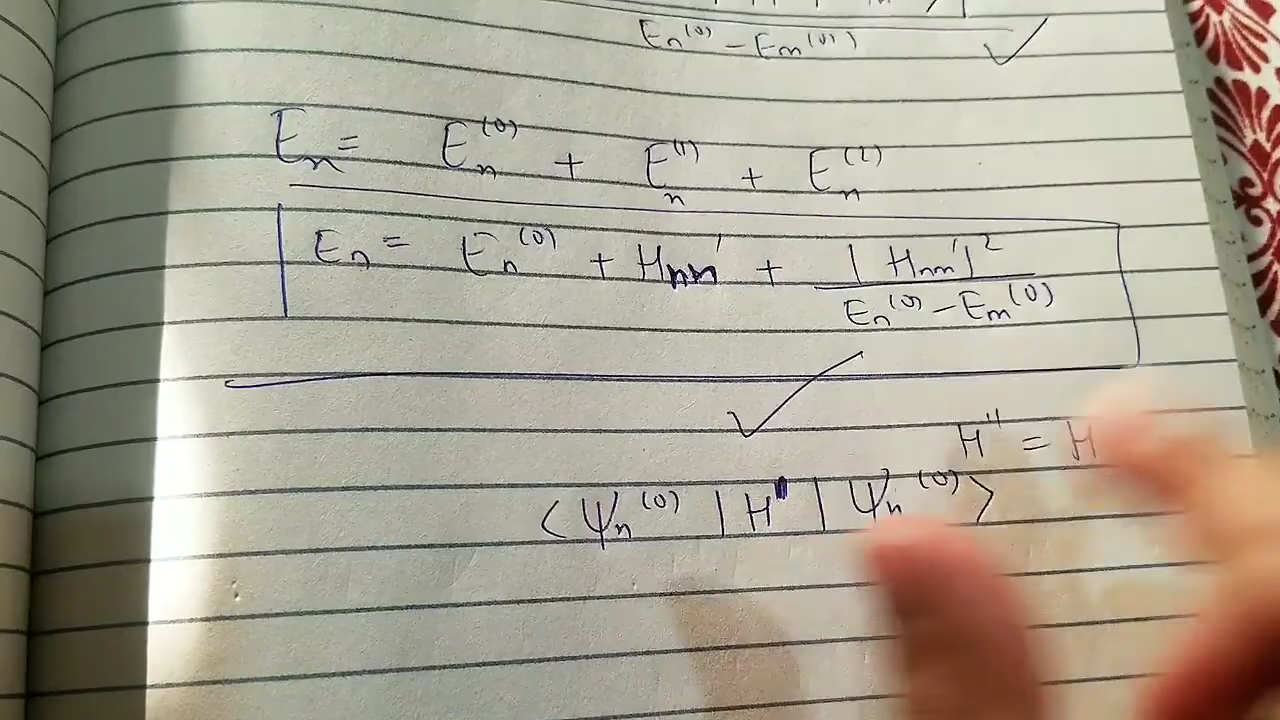 En⁽⁰⁾ − Em⁽⁰⁾
En = En⁽⁰⁾ + En⁽¹⁾ + En⁽²⁾
En = En⁽⁰⁾ + Hnn' + |Hnm'|² / En⁽⁰⁾ − Em⁽⁰⁾
H'' = H
⟨ψn⁽⁰⁾ | H' | ψn⁽⁰⁾⟩